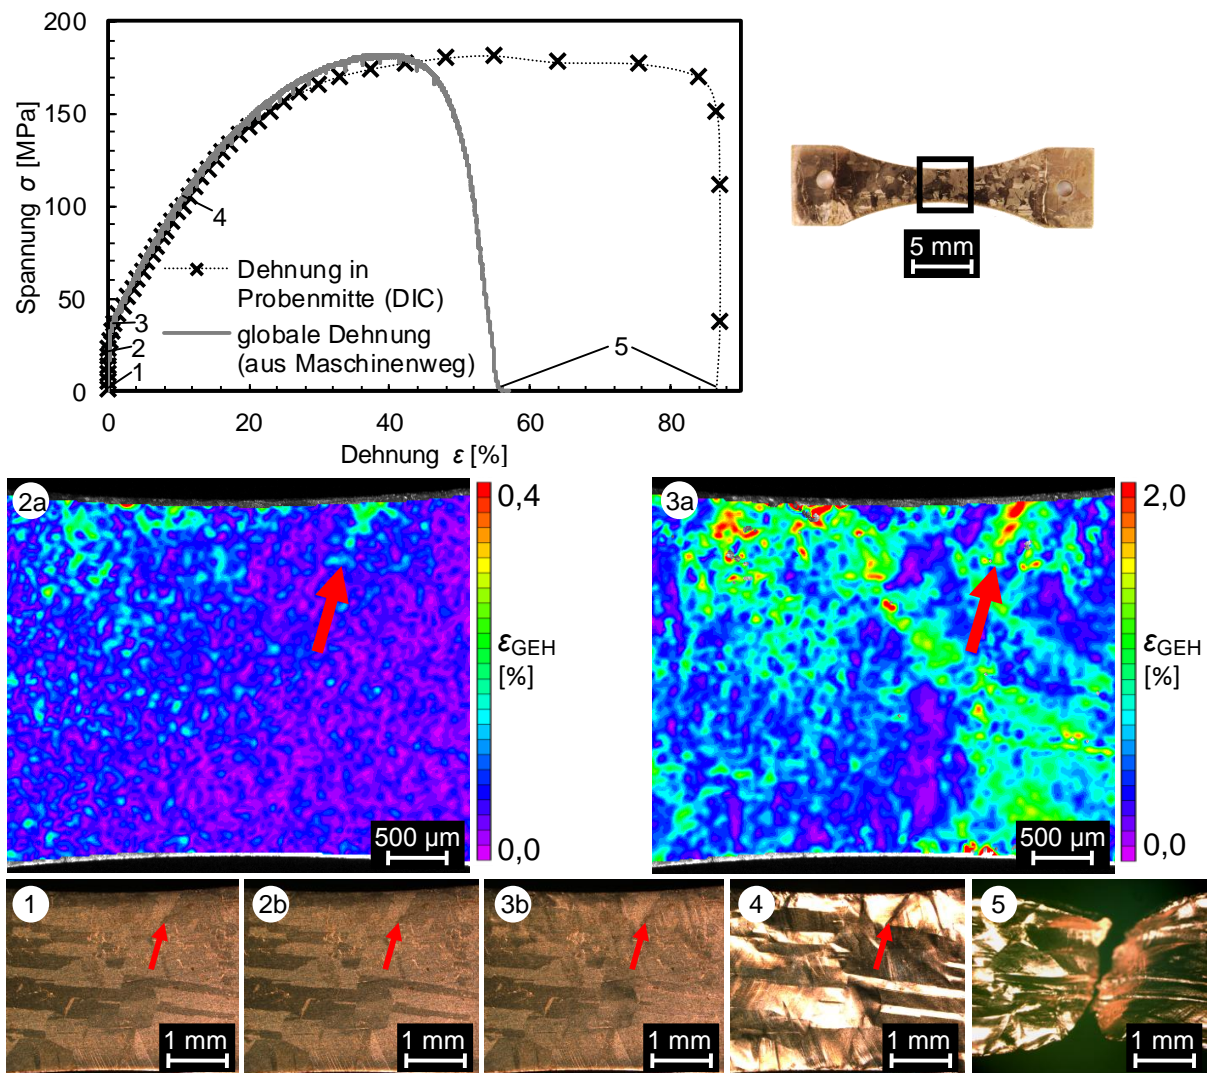 200
150
100
50
0
Spannung σ [MPa]
0
20
40
60
80
Dehnung ε [%]
1
2
3
4
5
Dehnung in
Probenmitte (DIC)
globale Dehnung
(aus Maschinenweg)
5 mm
2a
0,4
εGEH
[%]
0,0
500 µm
3a
2,0
εGEH
[%]
0,0
500 µm
1
1 mm
2b
1 mm
3b
1 mm
4
1 mm
5
1 mm